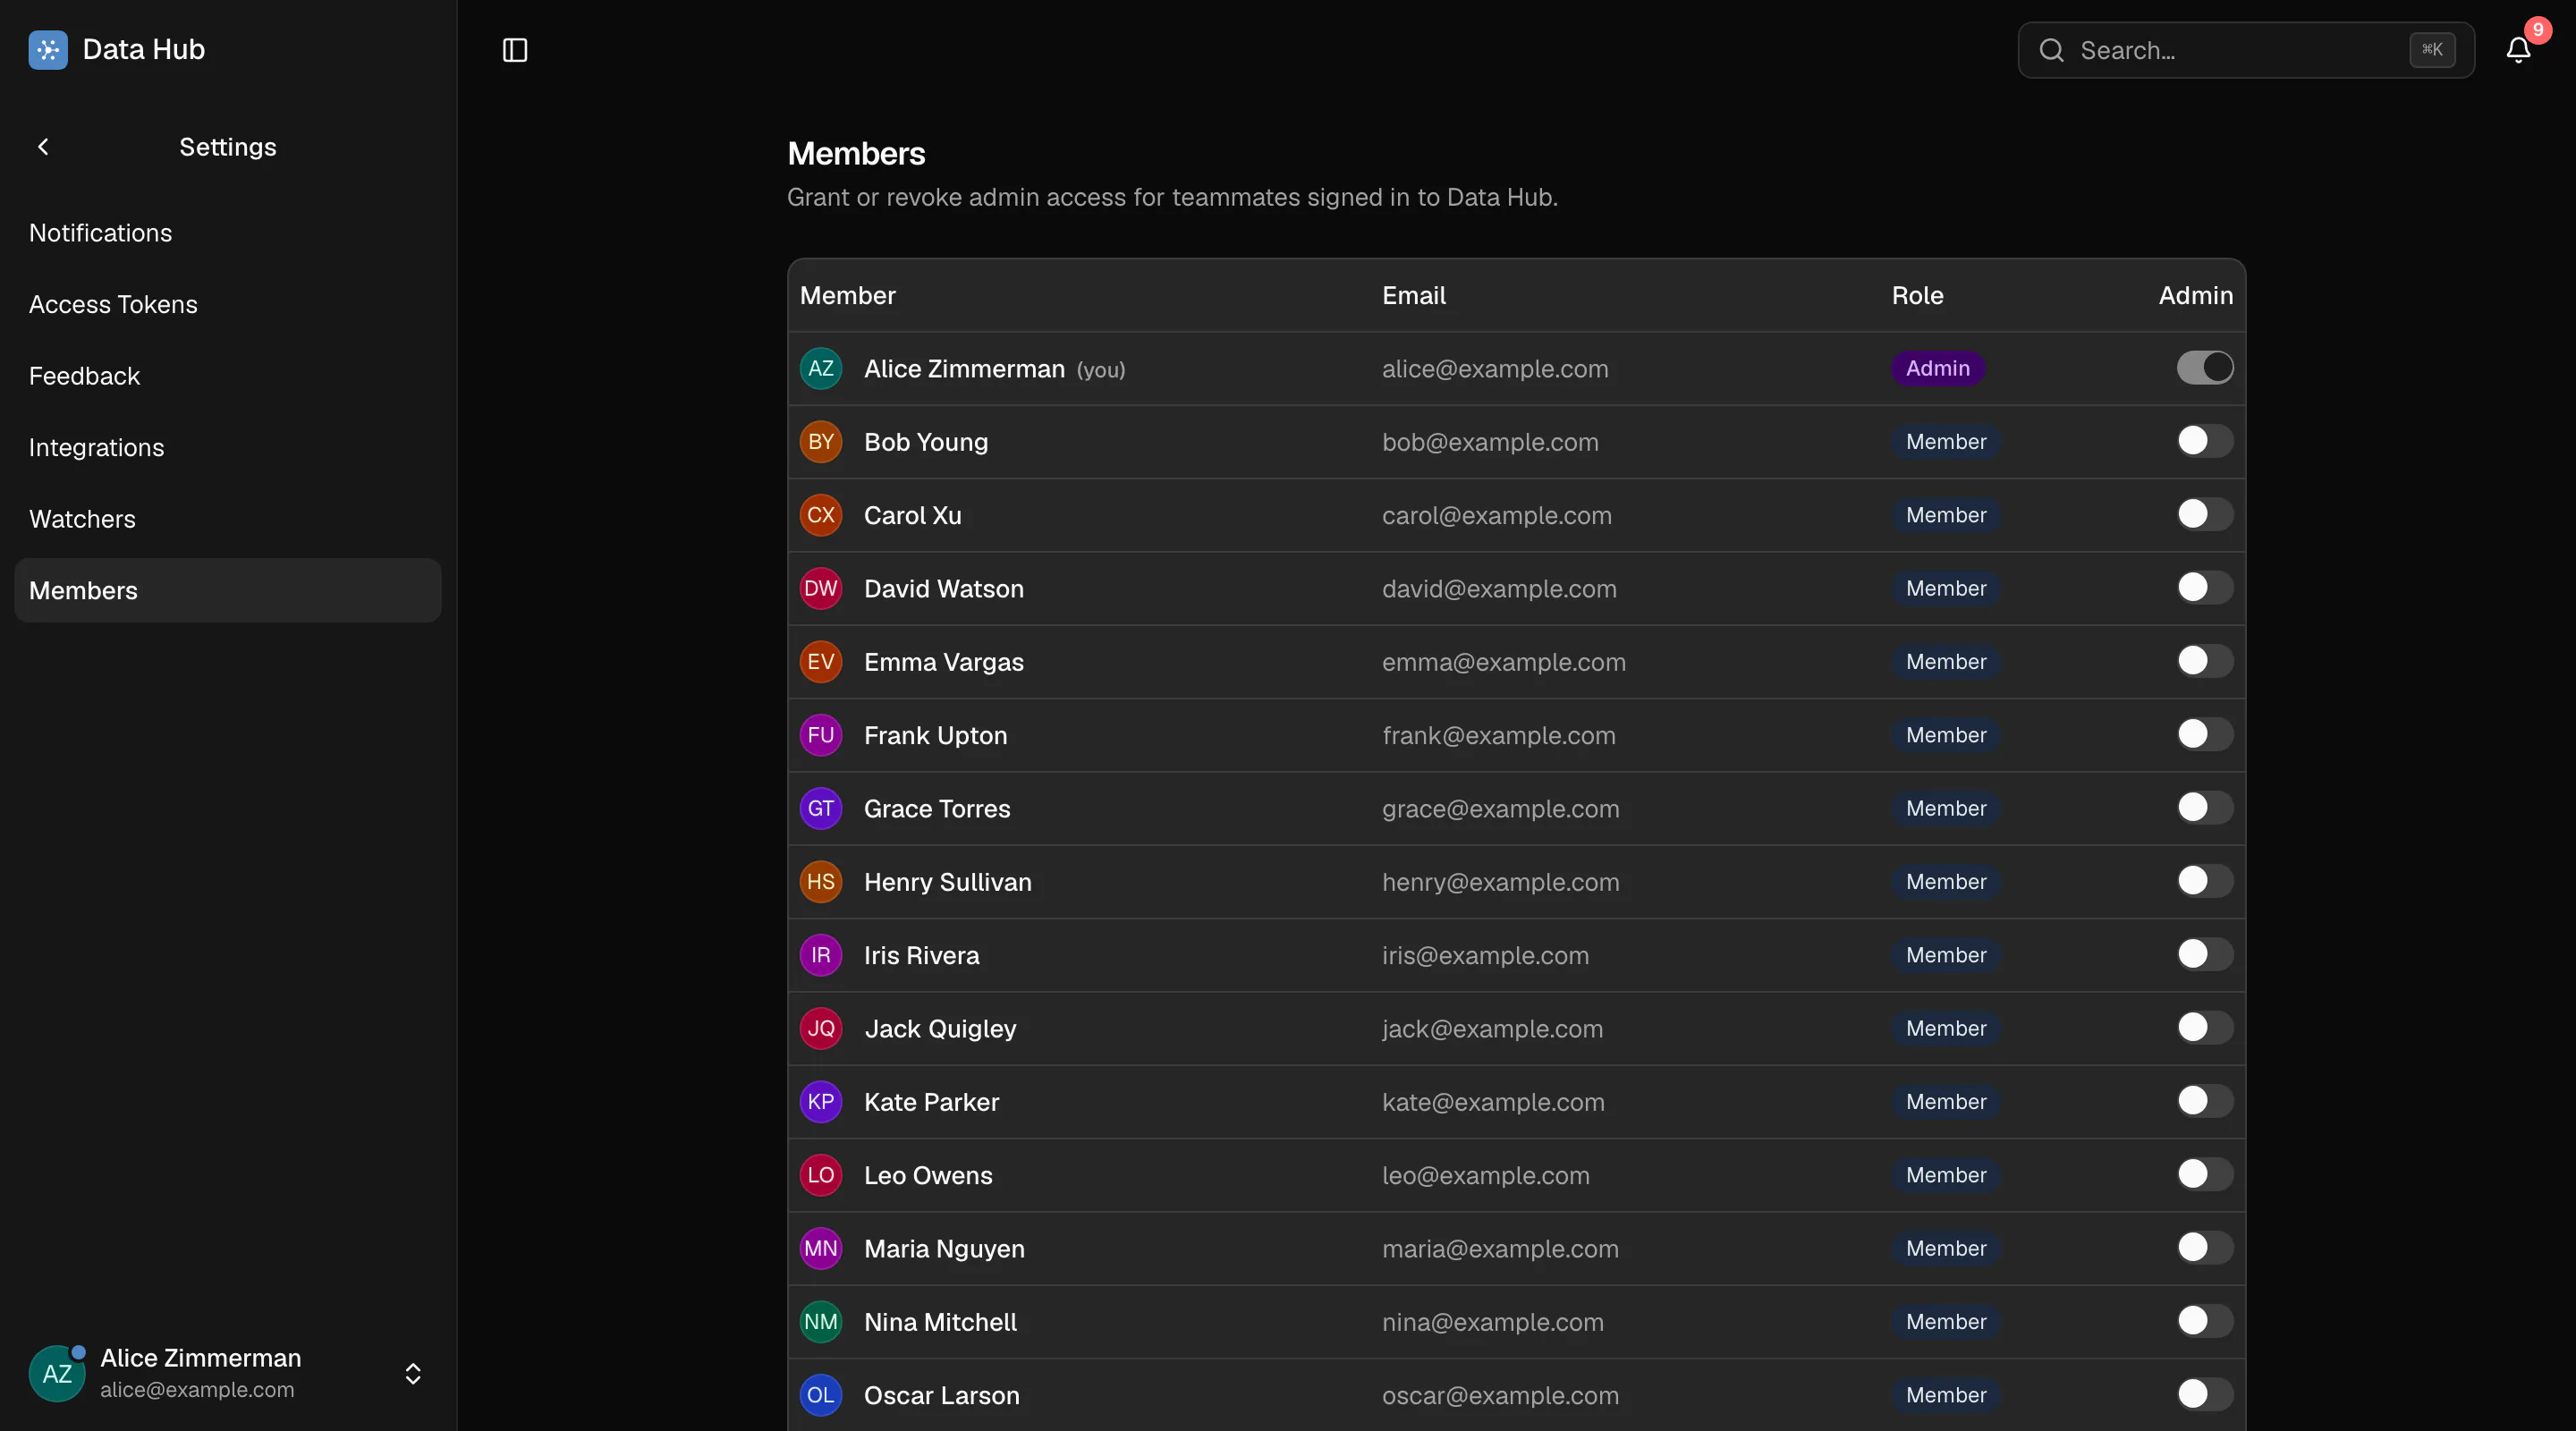 Data Hub
Search...
⌘K
9
Settings
Notifications
Access Tokens
Feedback
Integrations
Watchers
Members
Alice Zimmerman
alice@example.com
AZ
Members
Grant or revoke admin access for teammates signed in to Data Hub.
Member Email Role Admin
AZ Alice Zimmerman (you) alice@example.com Admin
BY Bob Young bob@example.com Member
CX Carol Xu carol@example.com Member
DW David Watson david@example.com Member
EV Emma Vargas emma@example.com Member
FU Frank Upton frank@example.com Member
GT Grace Torres grace@example.com Member
HS Henry Sullivan henry@example.com Member
IR Iris Rivera iris@example.com Member
JQ Jack Quigley jack@example.com Member
KP Kate Parker kate@example.com Member
LO Leo Owens leo@example.com Member
MN Maria Nguyen maria@example.com Member
NM Nina Mitchell nina@example.com Member
OL Oscar Larson oscar@example.com Member